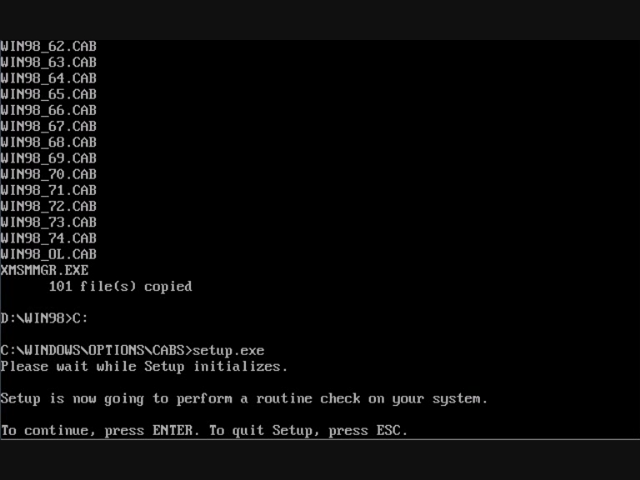 WIN98_62.CAB
WIN98_63.CAB
WIN98_64.CAB
WIN98_65.CAB
WIN98_66.CAB
WIN98_67.CAB
WIN98_68.CAB
WIN98_69.CAB
WIN98_70.CAB
WIN98_71.CAB
WIN98_72.CAB
WIN98_73.CAB
WIN98_74.CAB
WIN98_OL.CAB
XMSMMGR.EXE
101 file(s) copied
D:\WIN98>C:
C:\WINDOWS\OPTIONS\CABS>setup.exe
Please wait while Setup initializes.
Setup is now going to perform a routine check on your system.
To continue, press ENTER. To quit Setup, press ESC.